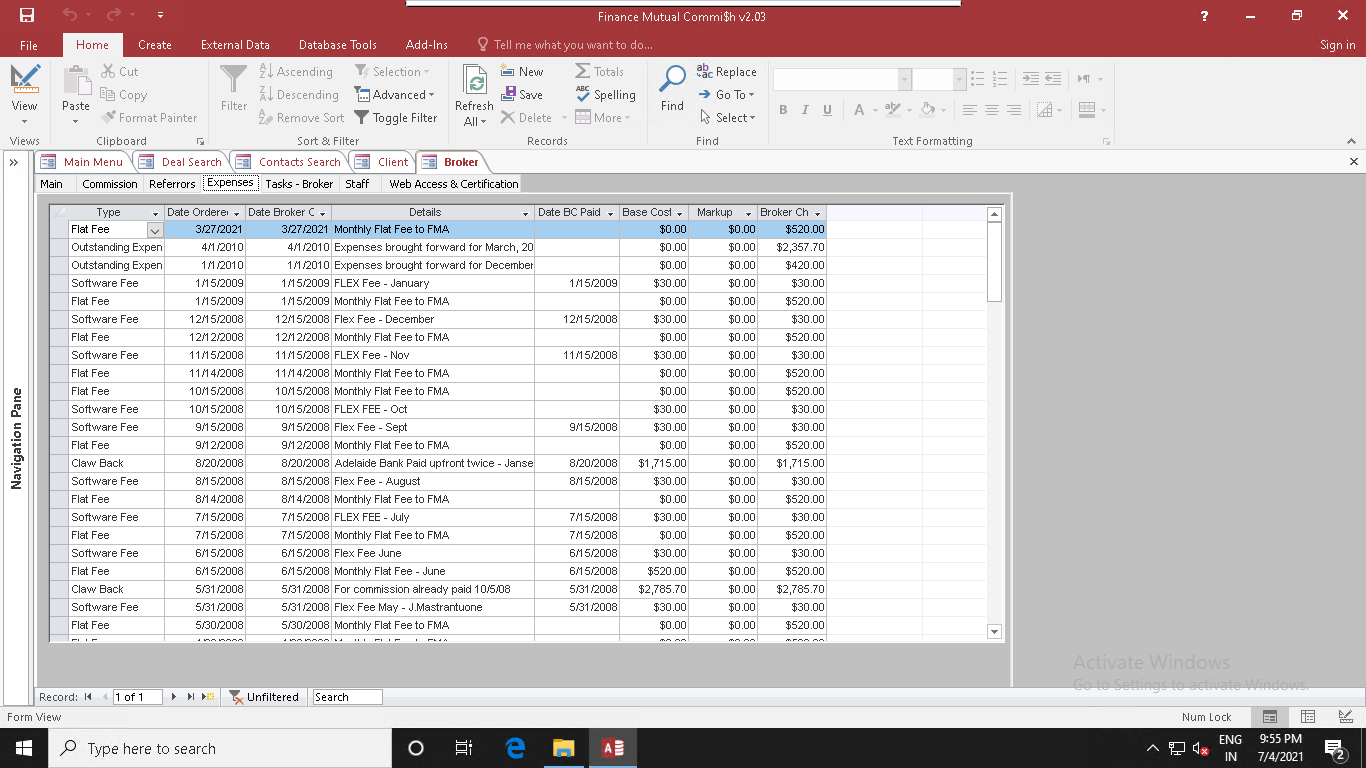 Finance Mutual Commi$h v2.03
?
File Home Create External Data Database Tools Add-Ins Tell me what you want to do... Sign in
View Paste Cut Copy Format Painter
Filter Ascending Descending Remove Sort Selection Advanced Toggle Filter
Refresh All New Save Delete Totals Spelling More
Find Replace Go To Select
B I U A
Views Clipboard Sort & Filter Records Find Text Formatting
Main Menu Deal Search Contacts Search Client Broker
Main Commission Referrors Expenses Tasks - Broker Staff Web Access & Certification
Navigation Pane
Type Date Ordere Date Broker C Details Date BC Paid Base Cost Markup Broker Ch
Flat Fee 3/27/2021 3/27/2021 Monthly Flat Fee to FMA $0.00 $0.00 $520.00
Outstanding Expen 4/1/2010 4/1/2010 Expenses brought forward for March, 20 $0.00 $0.00 $2,357.70
Outstanding Expen 1/1/2010 1/1/2010 Expenses brought forward for December $0.00 $0.00 $420.00
Software Fee 1/15/2009 1/15/2009 FLEX Fee - January 1/15/2009 $30.00 $0.00 $30.00
Flat Fee 1/15/2009 1/15/2009 Monthly Flat Fee to FMA $0.00 $0.00 $520.00
Software Fee 12/15/2008 12/15/2008 Flex Fee - December 12/15/2008 $30.00 $0.00 $30.00
Flat Fee 12/12/2008 12/12/2008 Monthly Flat Fee to FMA $0.00 $0.00 $520.00
Software Fee 11/15/2008 11/15/2008 FLEX Fee - Nov 11/15/2008 $30.00 $0.00 $30.00
Flat Fee 11/14/2008 11/14/2008 Monthly Flat Fee to FMA $0.00 $0.00 $520.00
Flat Fee 10/15/2008 10/15/2008 Monthly Flat Fee to FMA $0.00 $0.00 $520.00
Software Fee 10/15/2008 10/15/2008 FLEX FEE - Oct $30.00 $0.00 $30.00
Software Fee 9/15/2008 9/15/2008 Flex Fee - Sept 9/15/2008 $30.00 $0.00 $30.00
Flat Fee 9/12/2008 9/12/2008 Monthly Flat Fee to FMA $0.00 $0.00 $520.00
Claw Back 8/20/2008 8/20/2008 Adelaide Bank Paid upfront twice - Janse 8/20/2008 $1,715.00 $0.00 $1,715.00
Software Fee 8/15/2008 8/15/2008 Flex Fee - August 8/15/2008 $30.00 $0.00 $30.00
Flat Fee 8/14/2008 8/14/2008 Monthly Flat Fee to FMA $0.00 $0.00 $520.00
Software Fee 7/15/2008 7/15/2008 FLEX FEE - July 7/15/2008 $30.00 $0.00 $30.00
Flat Fee 7/15/2008 7/15/2008 Monthly Flat Fee to FMA 7/15/2008 $0.00 $0.00 $520.00
Software Fee 6/15/2008 6/15/2008 Flex Fee June 6/15/2008 $30.00 $0.00 $30.00
Flat Fee 6/15/2008 6/15/2008 Monthly Flat Fee - June 6/15/2008 $520.00 $0.00 $520.00
Claw Back 5/31/2008 5/31/2008 For commission already paid 10/5/08 5/31/2008 $2,785.70 $0.00 $2,785.70
Software Fee 5/31/2008 5/31/2008 Flex Fee May - J.Mastrantuone 5/31/2008 $30.00 $0.00 $30.00
Flat Fee 5/30/2008 5/30/2008 Monthly Flat Fee to FMA $0.00 $0.00 $520.00
Activate Windows
Go to Settings to activate Windows.
Record: 1 of 1 Unfiltered Search
Form View Num Lock
Type here to search
ENG IN
9:55 PM
7/4/2021
2